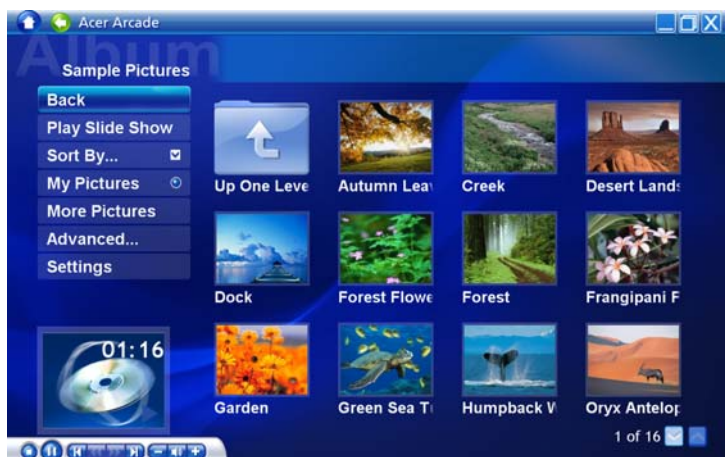 Acer Arcade
Album
Sample Pictures
Back
Play Slide Show
Sort By...
My Pictures
More Pictures
Advanced...
Settings
Up One Leve
Autumn Lea
Creek
Desert Lands
Dock
Forest Flowe
Forest
Frangipani F
Garden
Green Sea T
Humpback W
Oryx Antelop
01:16
1 of 16